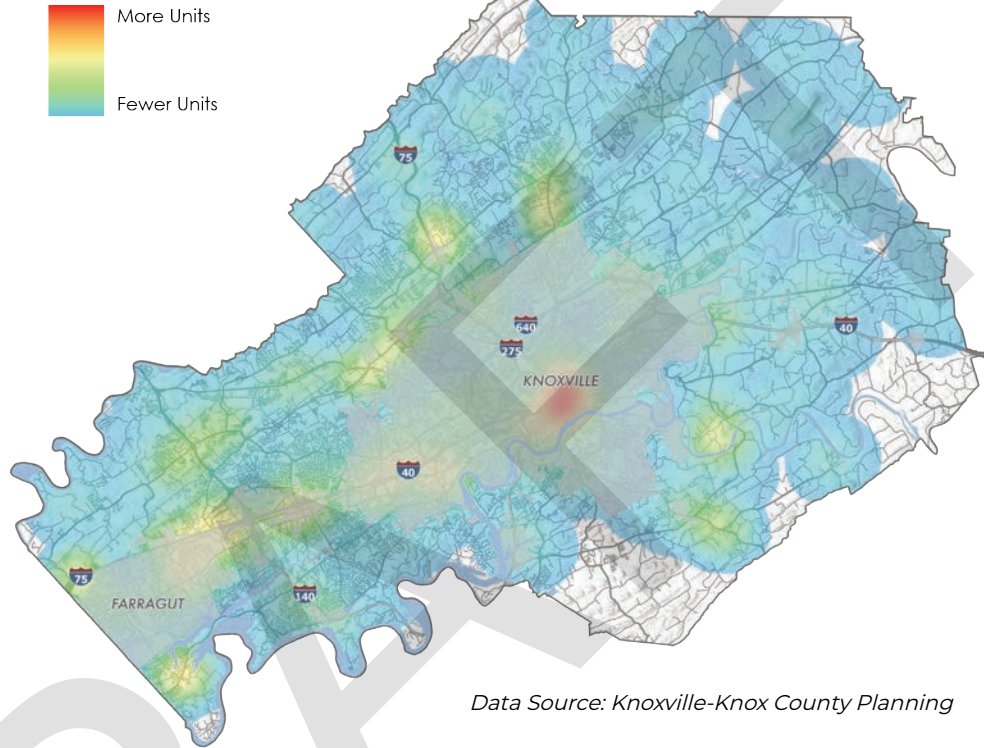 More Units
Fewer Units
75
640
275
40
KNOXVILLE
40
75
140
FARRAGUT
Data Source: Knoxville-Knox County Planning